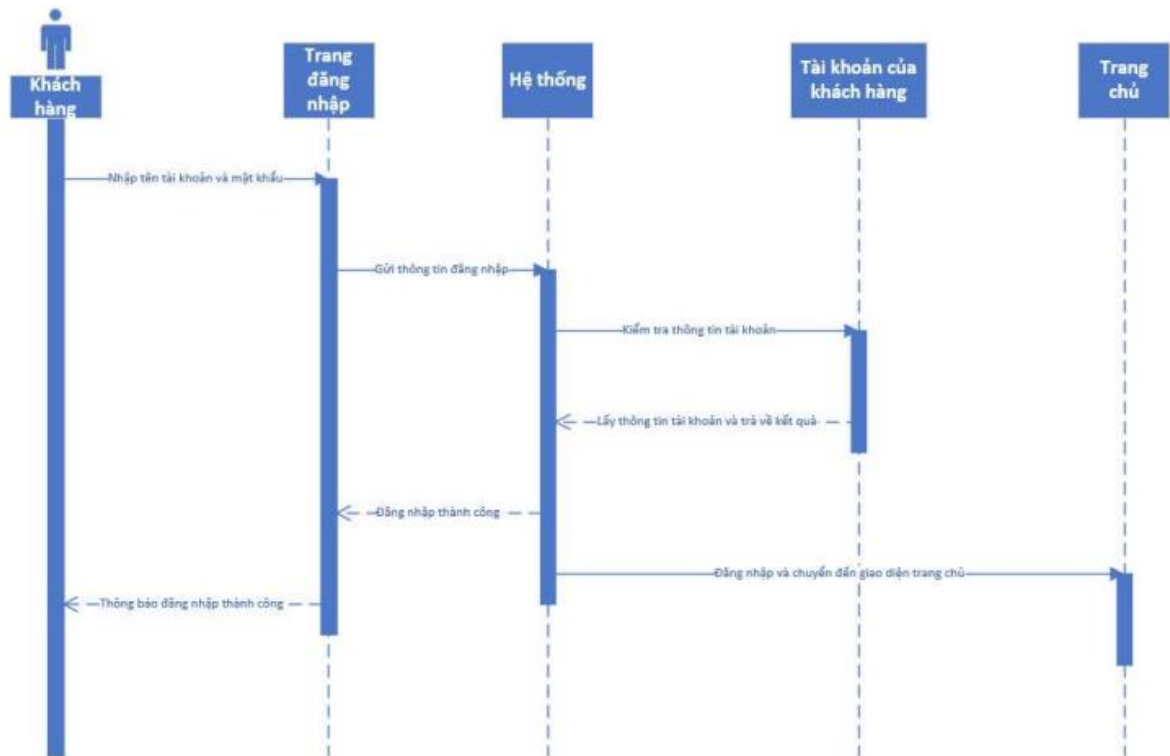 Khách
hàng
Trang
đăng
nhập
Hệ thống
Tài khoản của
khách hàng
Trang
chủ
Nhập tên tài khoản và mật khẩu
Gửi thông tin đăng nhập
Kiểm tra thông tin tài khoản
Lấy thông tin tài khoản và trả về kết quả
Đăng nhập thành công
Đăng nhập và chuyển đến giao diện trang chủ
Thông báo đăng nhập thành công